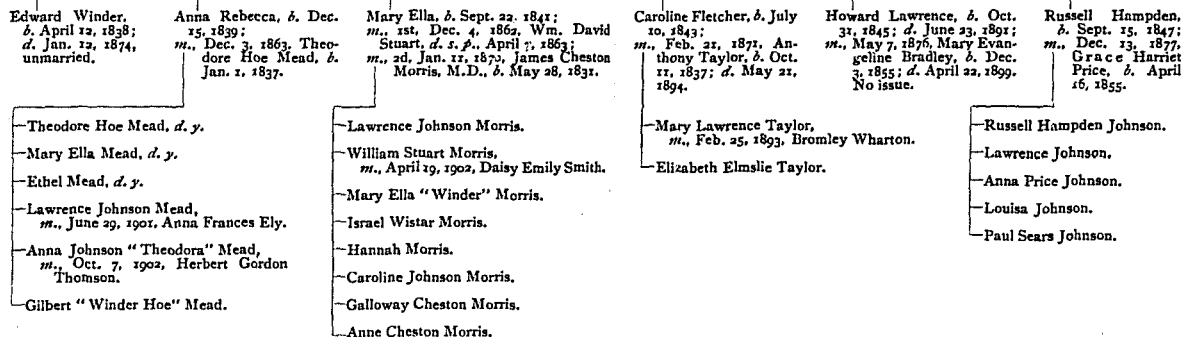 Edward Winder,
b. April 12, 1838;
d. Jan. 12, 1874,
unmarried.
Anna Rebecca, b. Dec.
15, 1839;
m., Dec. 3, 1863, Theo-
dore Hoe Mead, b.
Jan. 1, 1837.
Mary Ella, b. Sept. 22, 1841;
m., 1st, Dec. 4, 1862, Wm. David
Stuart, d. s. p., April 7, 1863;
m., 2d, Jan. 11, 1870, James Cheston
Morris, M.D., b. May 28, 1831.
Caroline Fletcher, b. July
10, 1843;
m., Feb. 21, 1871, An-
thony Taylor, b. Oct.
11, 1837; d. May 21,
1894.
Howard Lawrence, b. Oct.
31, 1845; d. June 23, 1891;
m., May 7, 1876, Mary Evan-
geline Bradley, b. Dec.
3, 1855; d. April 22, 1899.
No issue.
Russell Hampden,
b. Sept. 15, 1847;
m., Dec. 13, 1877,
Grace Harriet
Price, b. April
16, 1855.
Theodore Hoe Mead, d. y.
Mary Ella Mead, d. y.
Ethel Mead, d. y.
Lawrence Johnson Mead,
m., June 29, 1901, Anna Frances Ely.
Anna Johnson "Theodora" Mead,
m., Oct. 7, 1902, Herbert Gordon
Thomson.
Gilbert "Winder Hoe" Mead.
Lawrence Johnson Morris.
William Stuart Morris,
m., April 19, 1902, Daisy Emily Smith.
Mary Ella "Winder" Morris.
Israel Wistar Morris.
Hannah Morris.
Caroline Johnson Morris.
Galloway Cheston Morris.
Anne Cheston Morris.
Mary Lawrence Taylor,
m., Feb. 25, 1893, Bromley Wharton.
Elizabeth Elmslie Taylor.
Russell Hampden Johnson.
Lawrence Johnson.
Anna Price Johnson.
Louisa Johnson.
Paul Sears Johnson.